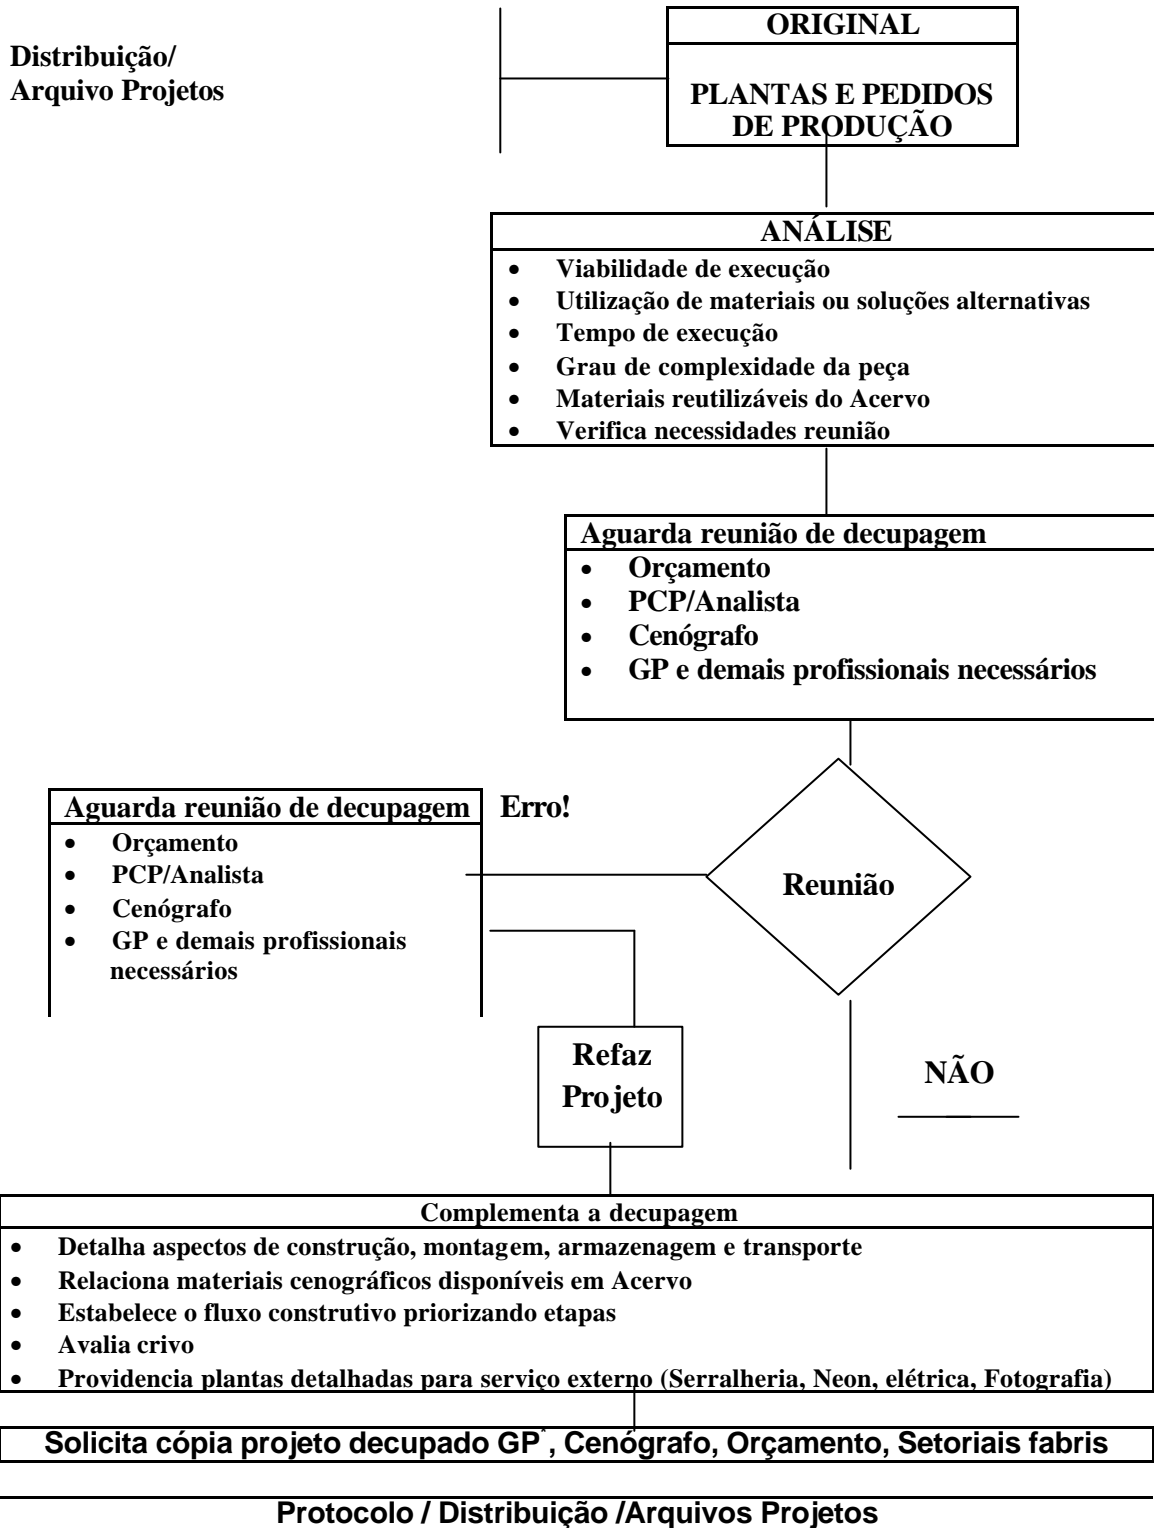 Distribuição/
Arquivo Projetos
ORIGINAL
PLANTAS E PEDIDOS
DE PRODUÇÃO
ANÁLISE
• Viabilidade de execução
• Utilização de materiais ou soluções alternativas
• Tempo de execução
• Grau de complexidade da peça
• Materiais reutilizáveis do Acervo
• Verifica necessidades reunião
Aguarda reunião de decupagem
• Orçamento
• PCP/Analista
• Cenógrafo
• GP e demais profissionais necessários
Aguarda reunião de decupagem
• Orçamento
• PCP/Analista
• Cenógrafo
• GP e demais profissionais
necessários
Erro!
Reunião
Refaz
Projeto
NÃO
Complementa a decupagem
• Detalha aspectos de construção, montagem, armazenagem e transporte
• Relaciona materiais cenográficos disponíveis em Acervo
• Estabelece o fluxo construtivo priorizando etapas
• Avalia crivo
• Providencia plantas detalhadas para serviço externo (Serralheria, Neon, elétrica, Fotografia)
Solicita cópia projeto decupado GP*, Cenógrafo, Orçamento, Setoriais fabris
Protocolo / Distribuição /Arquivos Projetos